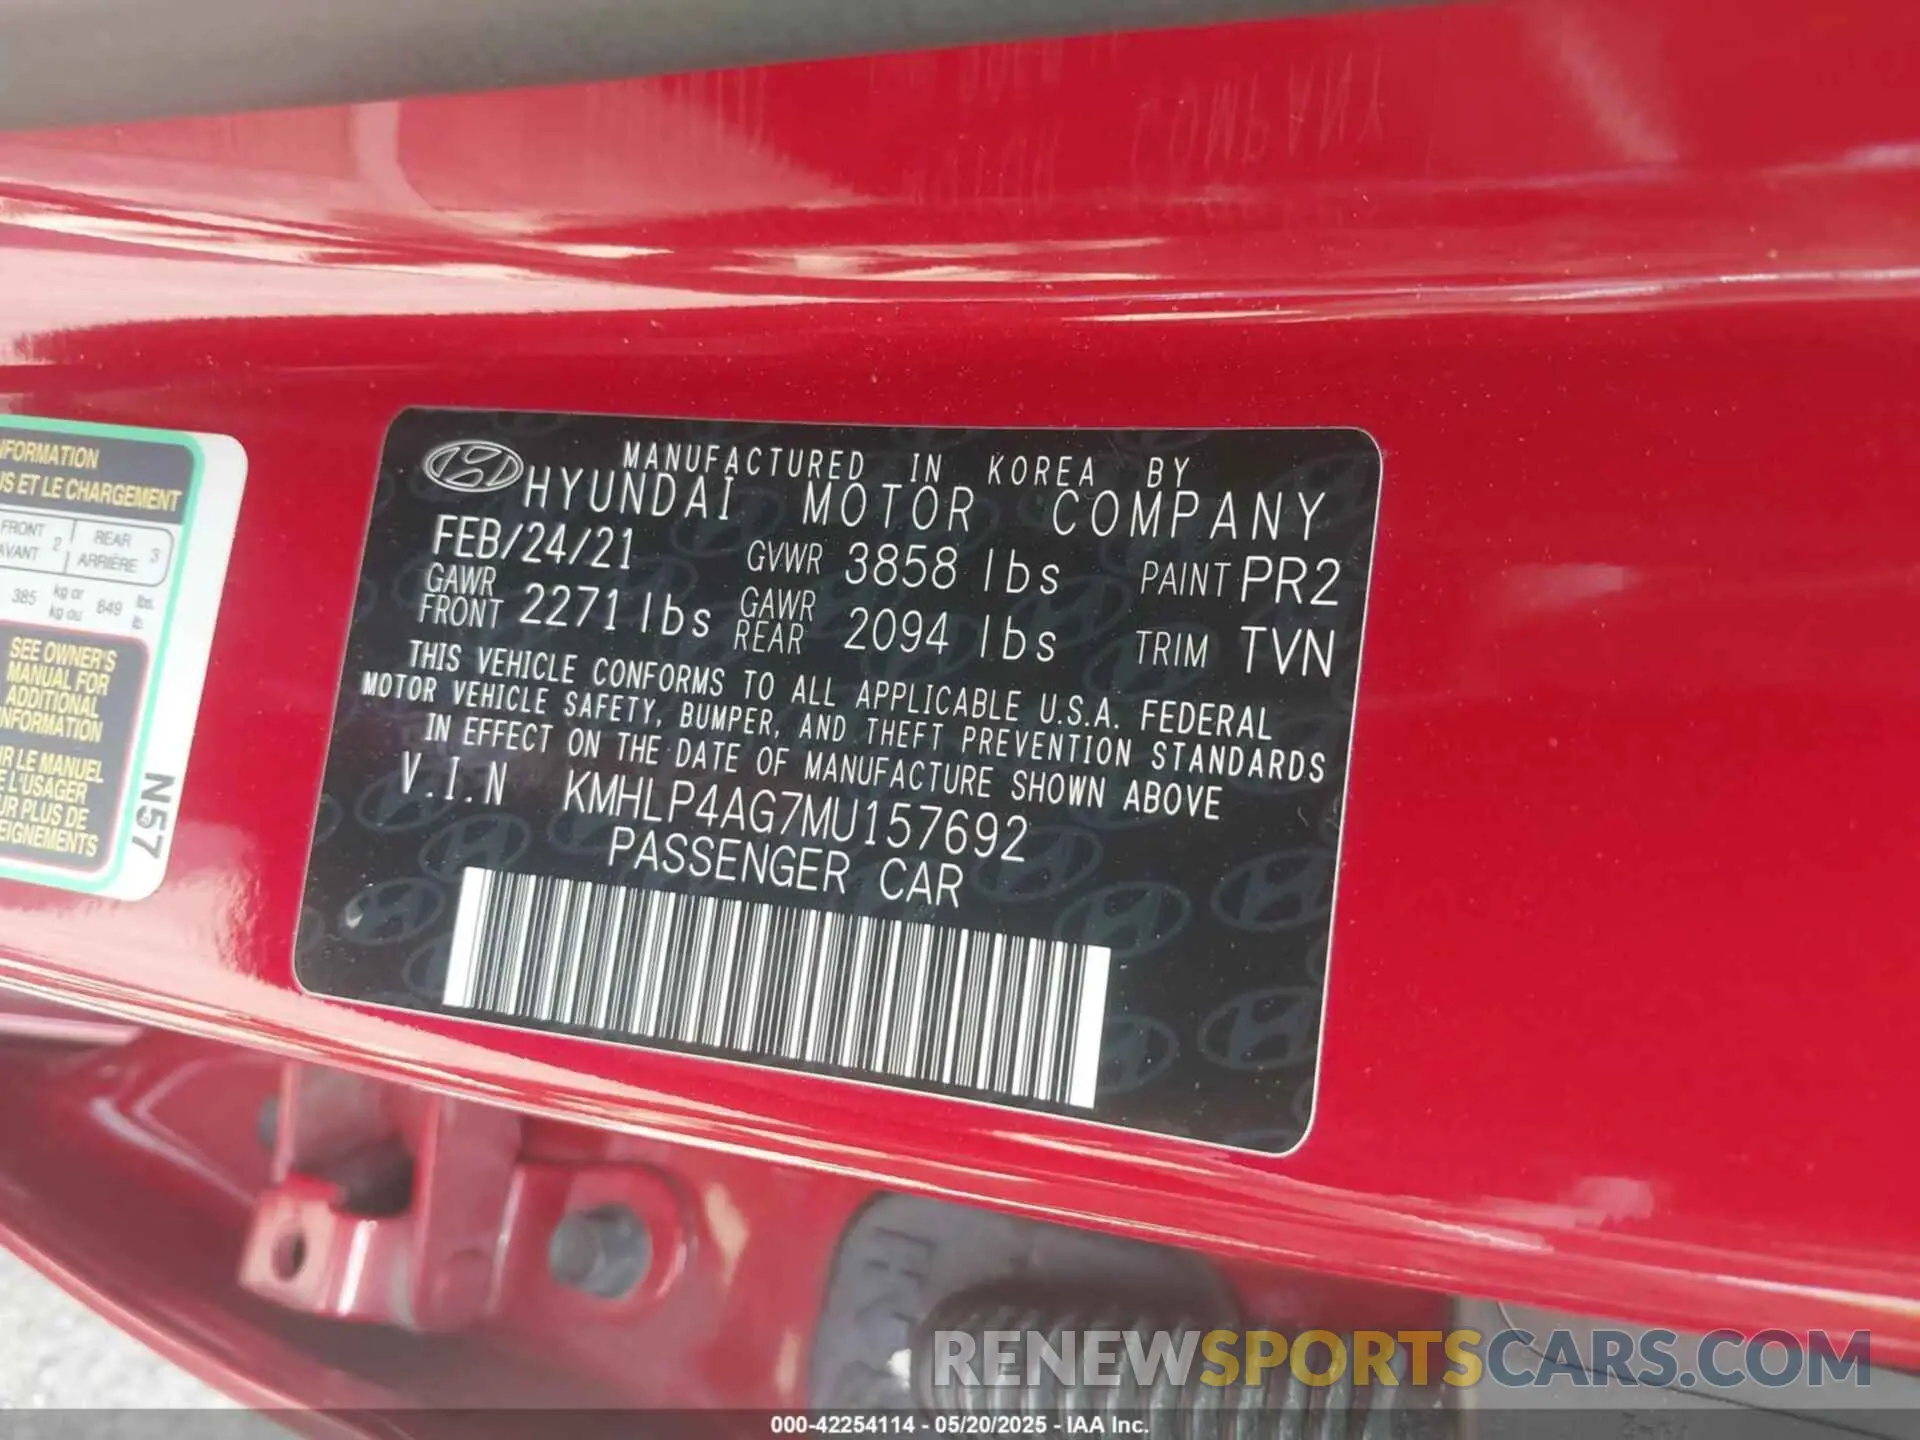 MANUFACTURED IN KOREA BY
HYUNDAI MOTOR COMPANY
FEB/24/21 GVWR 3858 lbs PAINT PR2
GAWR FRONT 2271 lbs GAWR REAR 2094 lbs TRIM TVN
THIS VEHICLE CONFORMS TO ALL APPLICABLE U.S.A. FEDERAL
MOTOR VEHICLE SAFETY, BUMPER, AND THEFT PREVENTION STANDARDS
IN EFFECT ON THE DATE OF MANUFACTURE SHOWN ABOVE
V.I.N KMHLP4AG7MU157692
PASSENGER CAR
NFORMATION
US ET LE CHARGEMENT
FRONT 2 REAR 3
AVANT ARRIÈRE
385 kg or 849 lbs.
kg ou lb.
SEE OWNER'S
MANUAL FOR
ADDITIONAL
NFORMATION
R LE MANUEL
E L'USAGER
UR PLUS DE
EIGNEMENTS
N57
COMPANY
RENEWSPORTSCARS.COM
000-42254114 - 05/20/2025 - IAA Inc.